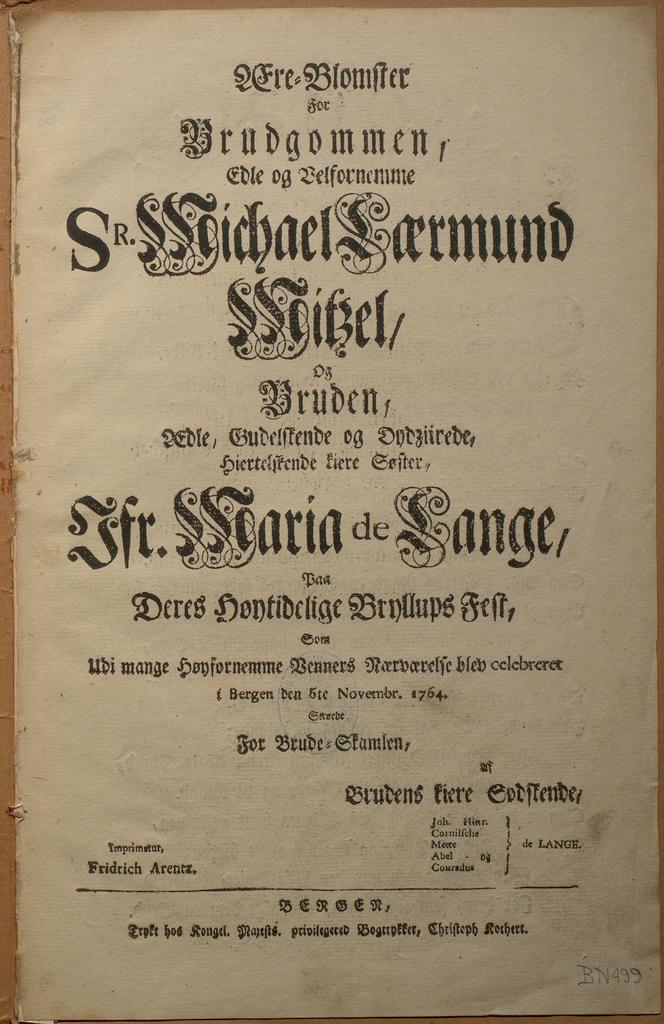 Ære-Blomster
For
Brudgommen,
Edle og Velfornemme
Sr. Michael Lærmund
Mitzel,
Og
Bruden,
Ædle, Gudelskende og Dydziirede,
Hiertelskende kiere Søster,
Jfr. Maria de Lange,
Paa
Deres Høytidelige Bryllups Fest,
Som
Udi mange Høyfornemme Venners Nærværelse blev celebreret
i Bergen den 6te Novembr. 1764.
Strøede
For Brude-Skamlen,
af
Brudens kiere Sødskende,
Joh. Hinr.
Cornilsche
Mette
Abel - og
Conradus
de LANGE.
Imprimatur,
Fridrich Arentz.
BERGEN,
Trykt hos Kongel. Majests. privilegered Bogtrykker, Christoph Kothert.
BN499